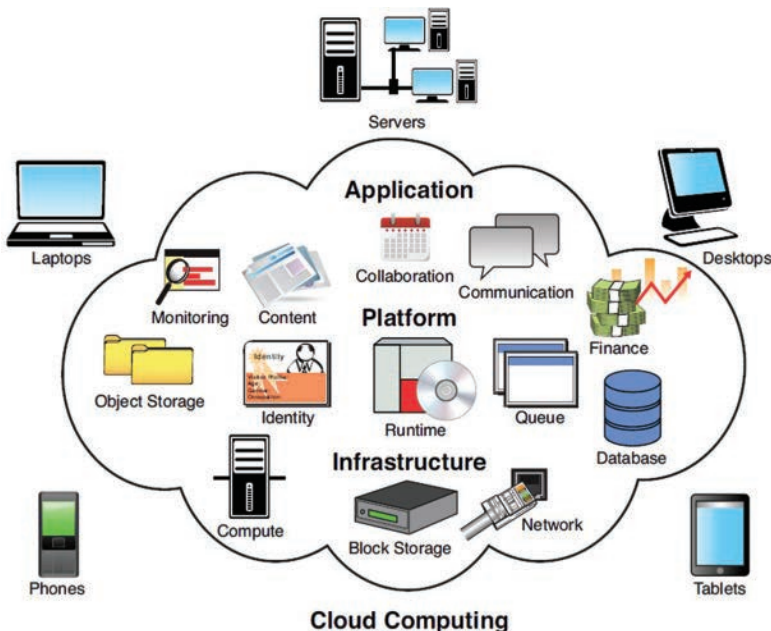 Servers
Application
Laptops
Desktops
Collaboration
Communication
Monitoring
Content
Platform
Finance
Identity
Object Storage
Identity
Runtime
Queue
Database
Infrastructure
Compute
Block Storage
Network
Phones
Tablets
Cloud Computing